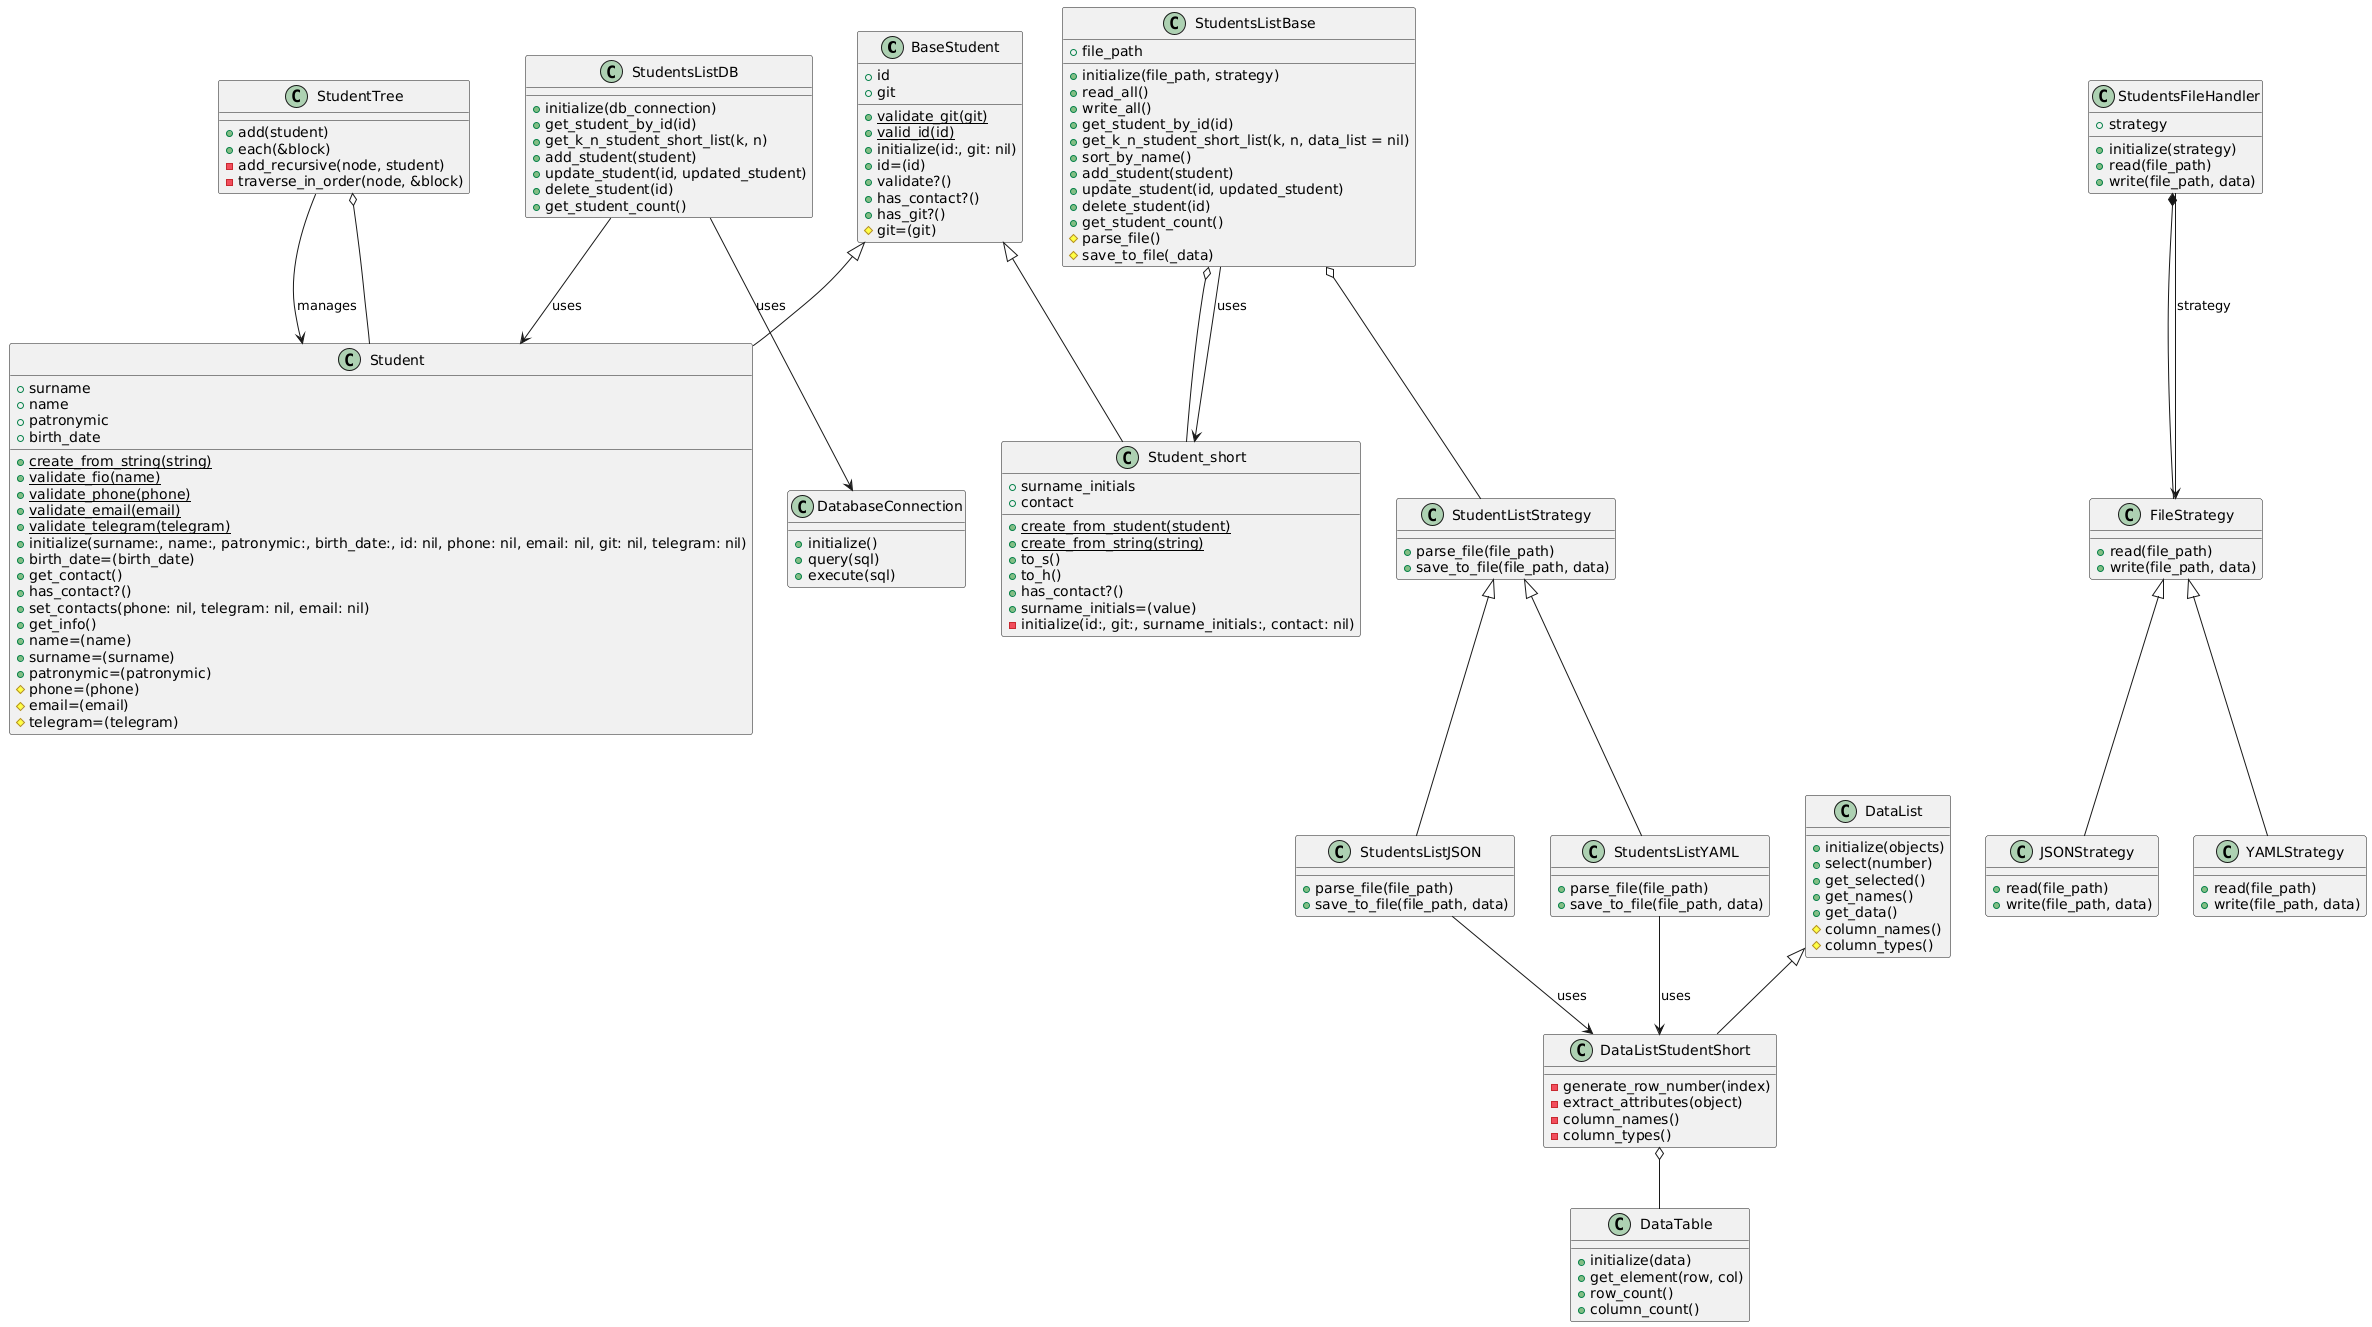 StudentsListBase
file_path
initialize(file_path, strategy)
read_all()
write_all()
get_student_by_id(id)
get_k_n_student_short_list(k, n, data_list = nil)
sort_by_name()
add_student(student)
update_student(id, updated_student)
delete_student(id)
get_student_count()
parse_file()
save_to_file(_data)
BaseStudent
id
git
validate_git(git)
valid_id(id)
initialize(id:, git: nil)
id=(id)
validate?()
has_contact?()
has_git?()
git=(git)
StudentsListDB
initialize(db_connection)
get_student_by_id(id)
get_k_n_student_short_list(k, n)
add_student(student)
update_student(id, updated_student)
delete_student(id)
get_student_count()
StudentTree
add(student)
each(&block)
add_recursive(node, student)
traverse_in_order(node, &block)
StudentsFileHandler
strategy
initialize(strategy)
read(file_path)
write(file_path, data)
manages
uses
uses
uses
strategy
Student
surname
name
patronymic
birth_date
create_from_string(string)
validate_fio(name)
validate_phone(phone)
validate_email(email)
validate_telegram(telegram)
initialize(surname:, name:, patronymic:, birth_date:, id: nil, phone: nil, email: nil, git: nil, telegram: nil)
birth_date=(birth_date)
get_contact()
has_contact?()
set_contacts(phone: nil, telegram: nil, email: nil)
get_info()
name=(name)
surname=(surname)
patronymic=(patronymic)
phone=(phone)
email=(email)
telegram=(telegram)
DatabaseConnection
initialize()
query(sql)
execute(sql)
Student_short
surname_initials
contact
create_from_student(student)
create_from_string(string)
to_s()
to_h()
has_contact?()
surname_initials=(value)
initialize(id:, git:, surname_initials:, contact: nil)
StudentListStrategy
parse_file(file_path)
save_to_file(file_path, data)
FileStrategy
read(file_path)
write(file_path, data)
StudentsListJSON
parse_file(file_path)
save_to_file(file_path, data)
StudentsListYAML
parse_file(file_path)
save_to_file(file_path, data)
DataList
initialize(objects)
select(number)
get_selected()
get_names()
get_data()
column_names()
column_types()
JSONStrategy
read(file_path)
write(file_path, data)
YAMLStrategy
read(file_path)
write(file_path, data)
uses
uses
DataListStudentShort
generate_row_number(index)
extract_attributes(object)
column_names()
column_types()
DataTable
initialize(data)
get_element(row, col)
row_count()
column_count()